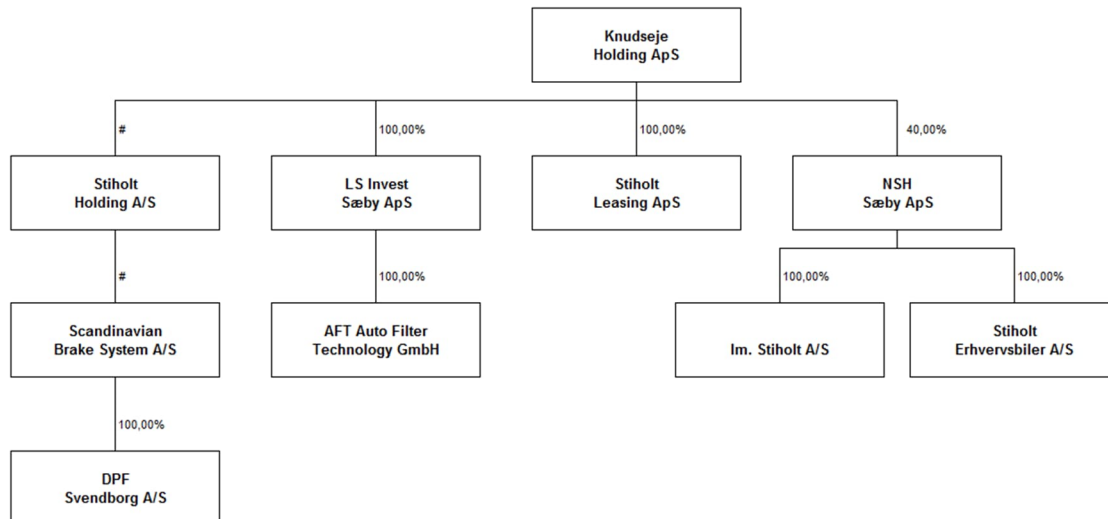 Knudseje
Holding ApS
#
100,00%
100,00%
40,00%
Stiholt
Holding A/S
LS Invest
Sæby ApS
Stiholt
Leasing ApS
NSH
Sæby ApS
#
100,00%
100,00%
100,00%
Scandinavian
Brake System A/S
AFT Auto Filter
Technology GmbH
Im. Stiholt A/S
Stiholt
Erhvervsbiler A/S
100,00%
DPF
Svendborg A/S